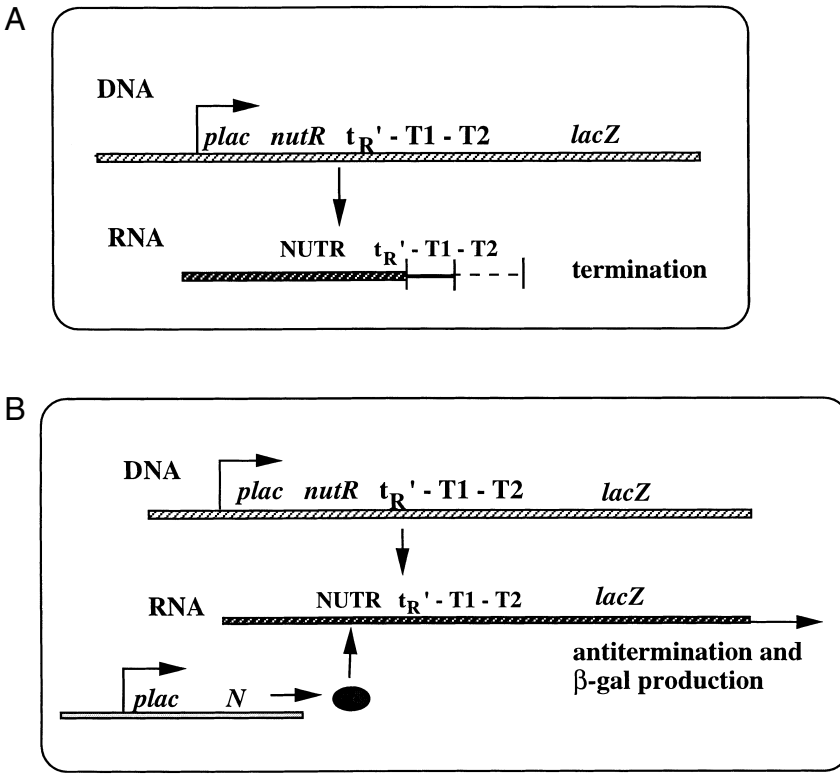 A
DNA
plac nutR tR' - T1 - T2 lacZ
RNA
NUTR tR' - T1 - T2
termination
B
DNA
plac nutR tR' - T1 - T2 lacZ
RNA
NUTR tR' - T1 - T2 lacZ
antitermination and
β-gal production
plac N